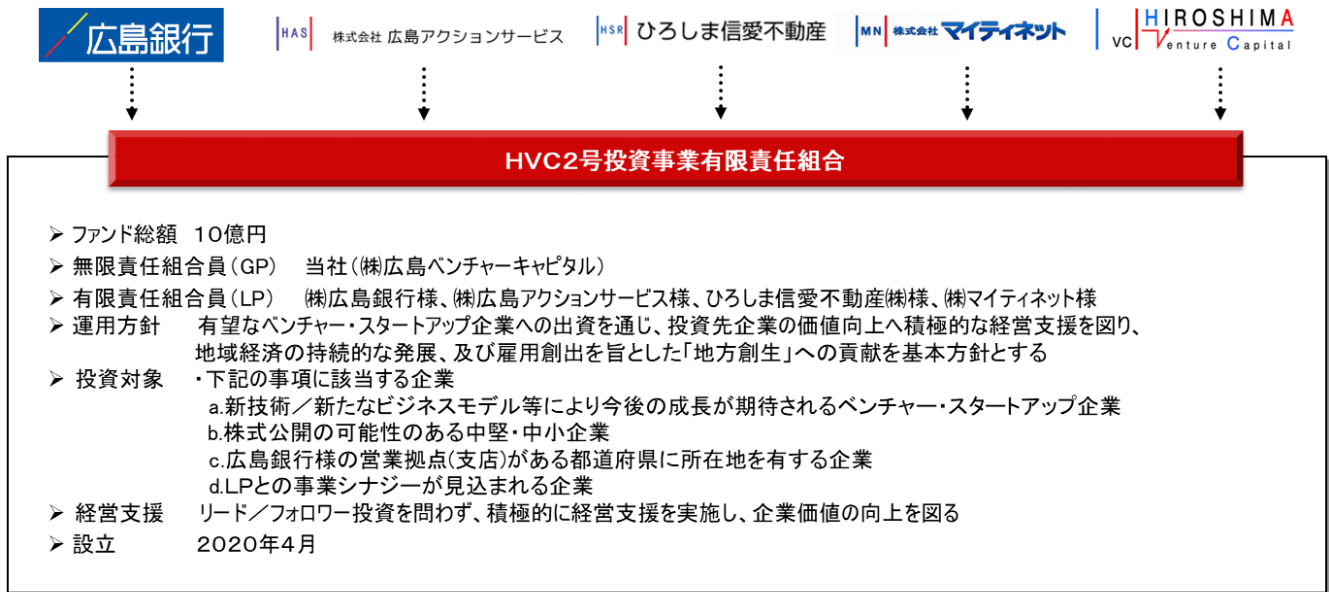 広島銀行
HAS 株式会社 広島アクションサービス
HSR ひろしま信愛不動産
MN 株式会社 マイティネット
VC HIROSHIMA Venture Capital
HVC2号投資事業有限責任組合
➢ ファンド総額 10億円
➢ 無限責任組合員(GP) 当社(㈱広島ベンチャーキャピタル)
➢ 有限責任組合員(LP) ㈱広島銀行様、㈱広島アクションサービス様、ひろしま信愛不動産㈱様、㈱マイティネット様
➢ 運用方針 有望なベンチャー・スタートアップ企業への出資を通じ、投資先企業の価値向上へ積極的な経営支援を図り、
地域経済の持続的な発展、及び雇用創出を旨とした「地方創生」への貢献を基本方針とする
➢ 投資対象 ・下記の事項に該当する企業
a.新技術/新たなビジネスモデル等により今後の成長が期待されるベンチャー・スタートアップ企業
b.株式公開の可能性のある中堅・中小企業
c.広島銀行様の営業拠点(支店)がある都道府県に所在地を有する企業
d.LPとの事業シナジーが見込まれる企業
➢ 経営支援 リード/フォロワー投資を問わず、積極的に経営支援を実施し、企業価値の向上を図る
➢ 設立 2020年4月